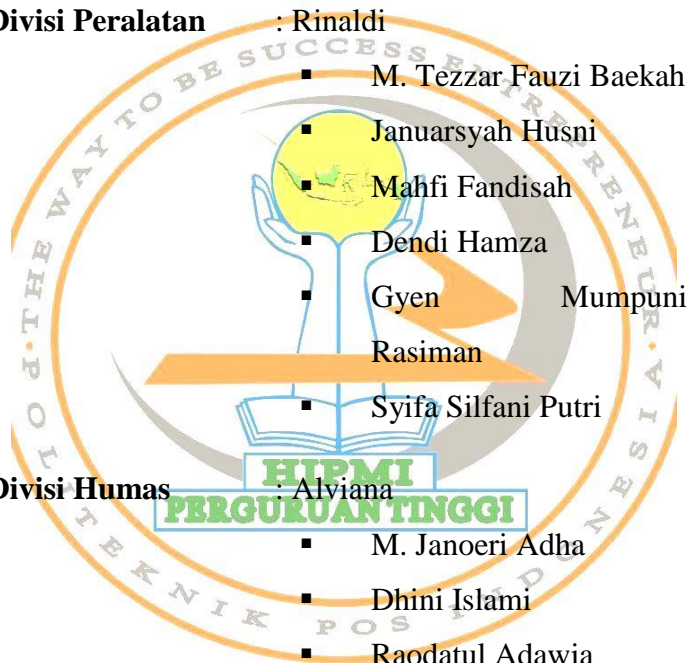 Divisi Peralatan : Rinaldi
▪ M. Tezzar Fauzi Baekah
▪ Januarsyah Husni
▪ Mahfi Fandisah
▪ Dendi Hamza
▪ Gyen Mumpuni
Rasiman
▪ Syifa Silfani Putri
Divisi Humas : Alviana
▪ M. Janoeri Adha
▪ Dhini Islami
▪ Raodatul Adawia
THE WAY TO BE SUCCESS ENTREPRENEUR
POLITEKNIK POS INDONESIA
HIPMI
PERGURUAN TINGGI